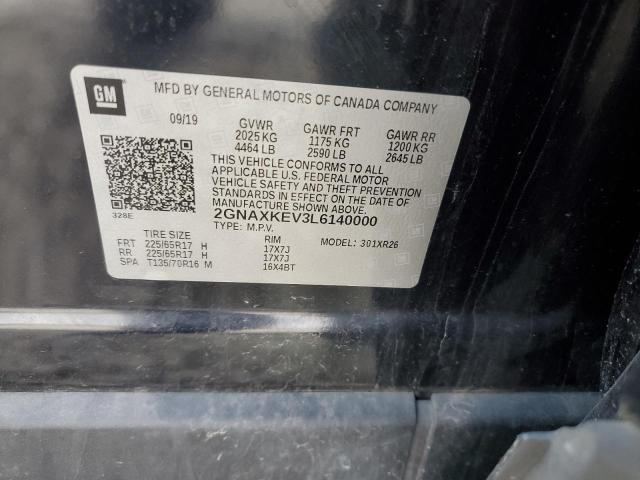 GM
MFD BY GENERAL MOTORS OF CANADA COMPANY
09/19 GVWR GAWR FRT GAWR RR
2025 KG 1175 KG 1200 KG
4464 LB 2590 LB 2645 LB
THIS VEHICLE CONFORMS TO ALL
APPLICABLE U.S. FEDERAL MOTOR
VEHICLE SAFETY AND THEFT PREVENTION
STANDARDS IN EFFECT ON THE DATE OF
MANUFACTURE SHOWN ABOVE.
328E 2GNAXKEV3L6140000
TYPE: M.P.V. MODEL: 301XR26
TIRE SIZE RIM
FRT 225/65R17 H 17X7J
RR 225/65R17 H 17X7J
SPA T135/70R16 M 16X4BT